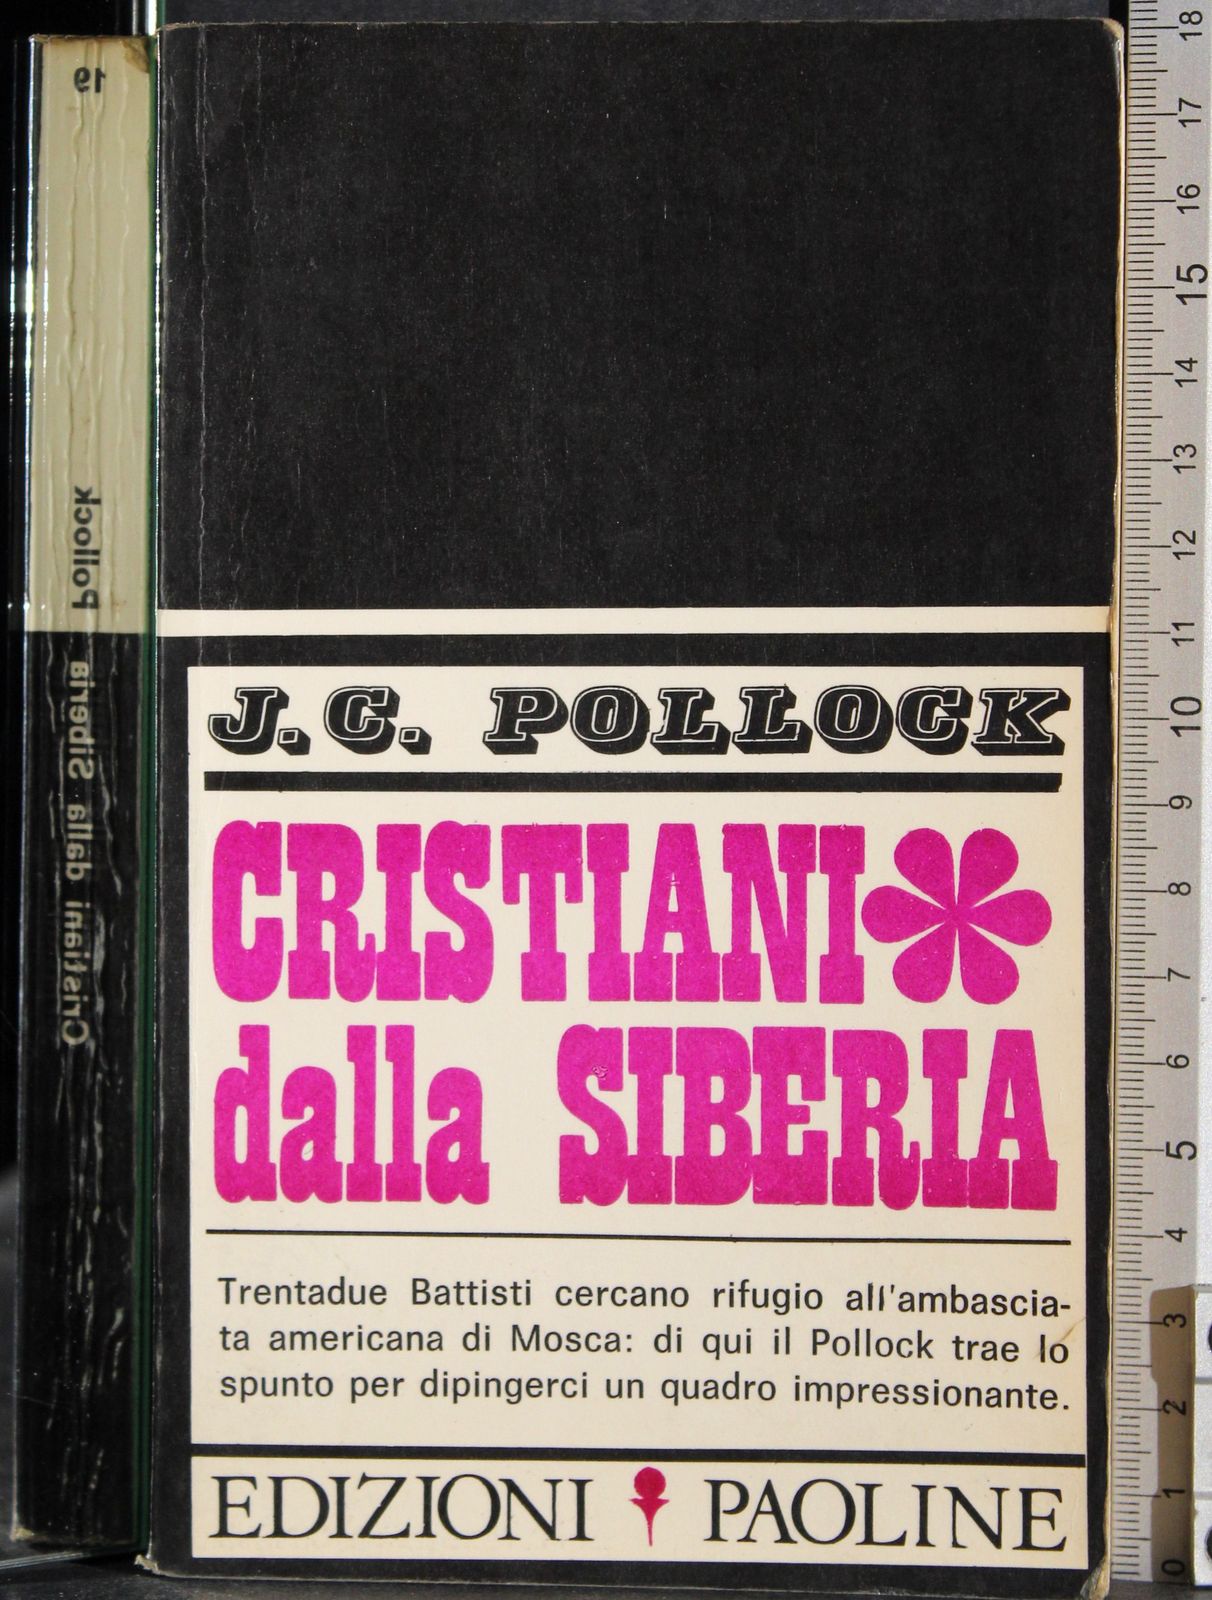 J. C. POLLOCK
CRISTIANI
dalla SIBERIA
Trentadue Battisti cercano rifugio all'ambascia-
ta americana di Mosca: di qui il Pollock trae lo
spunto per dipingerci un quadro impressionante.
EDIZIONI PAOLINE
19
Pollock
Cristiani dalla Siberia
18
17
16
15
14
13
12
11
10
9
8
7
6
5
4
3
2
1
0